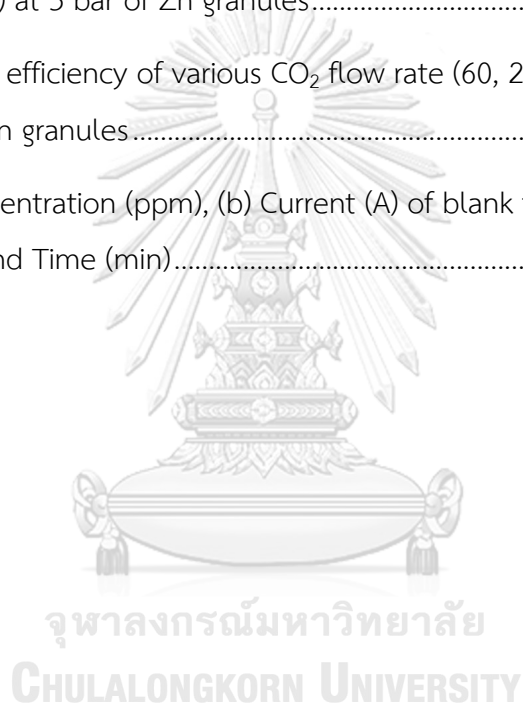 ) at 5 bar of Zn granules
efficiency of various CO₂ flow rate (60, 2
n granules
entration (ppm), (b) Current (A) of blank
nd Time (min)
จุฬาลงกรณ์มหาวิทยาลัย
CHULALONGKORN UNIVERSITY